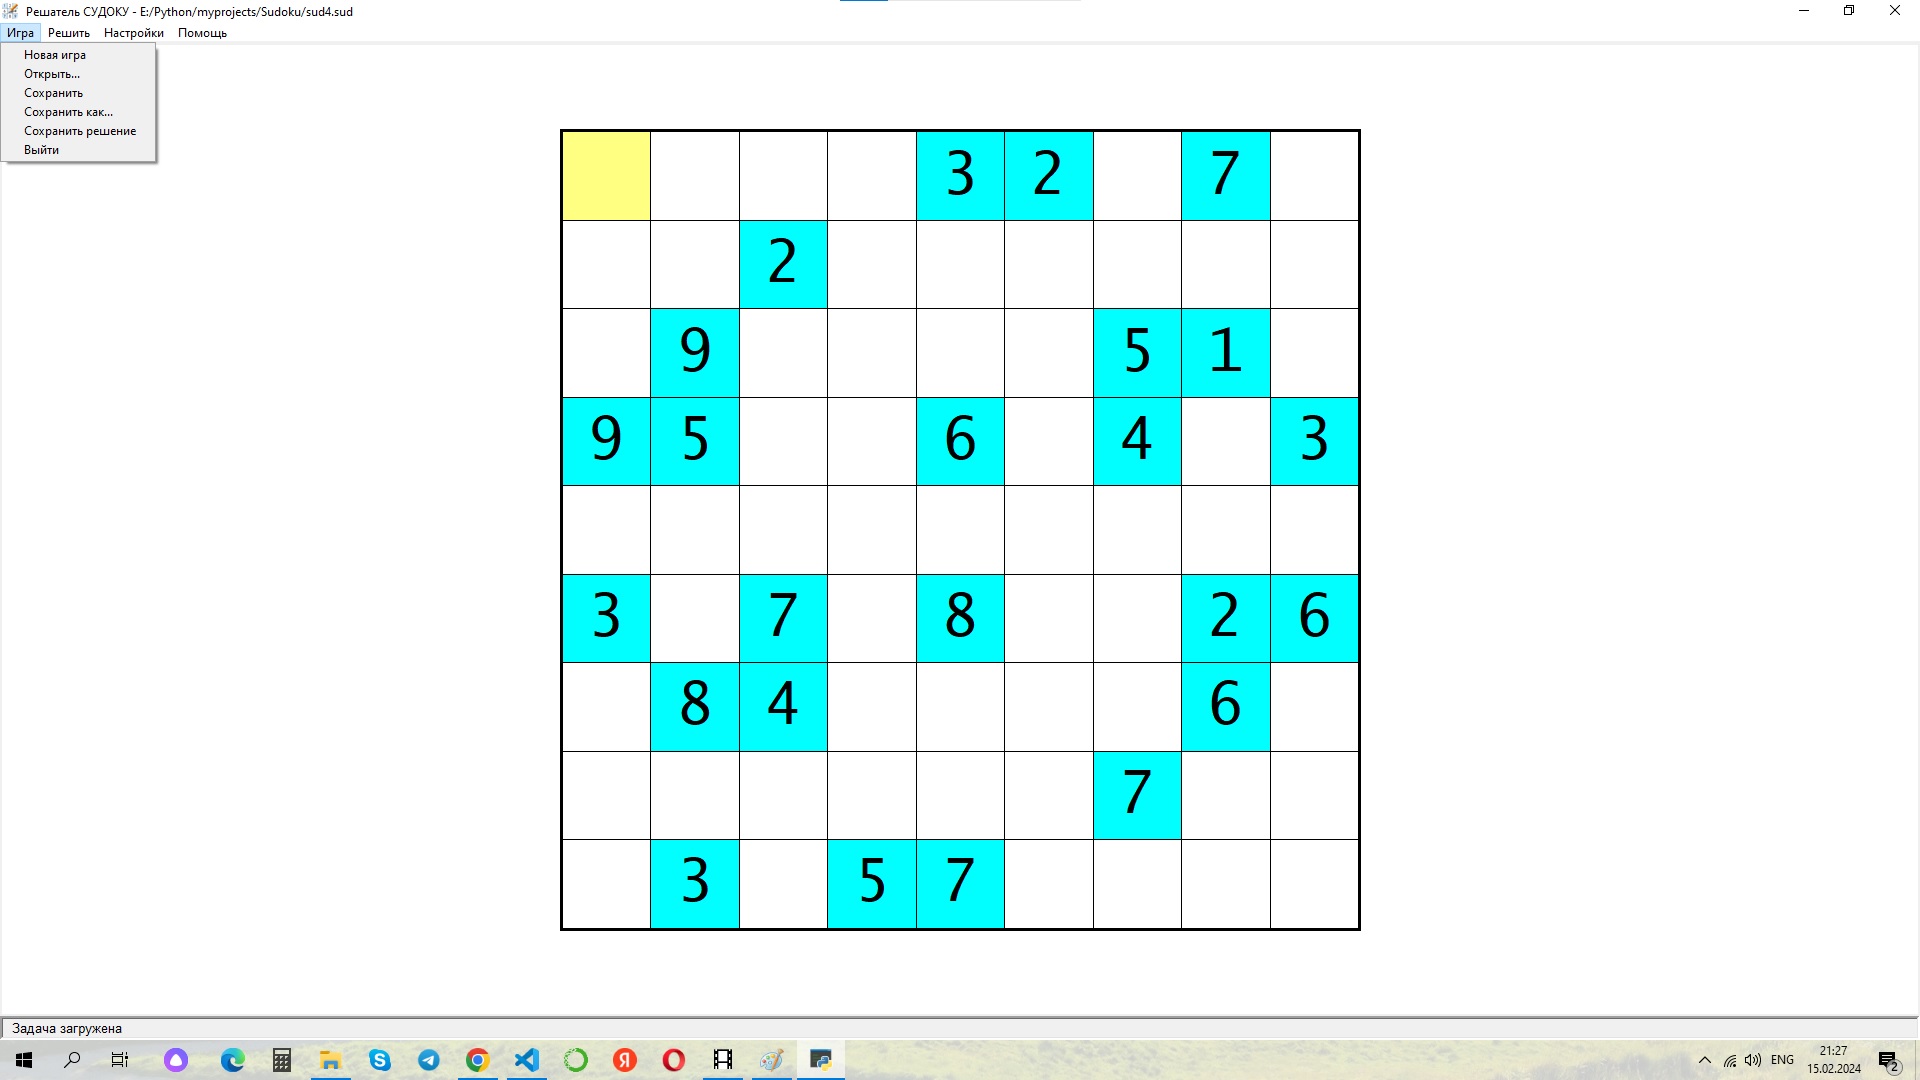 Решатель СУДОКУ - E:/Python/myprojects/Sudoku/sud4.sud
Игра Решить Настройки Помощь
Новая игра
Открыть...
Сохранить
Сохранить как...
Сохранить решение
Выйти
3 2 7
2
9 5 1
9 5 6 4 3
3 7 8 2 6
8 4 6
7
3 5 7
Задача загружена
ENG
21:27
15.02.2024
2